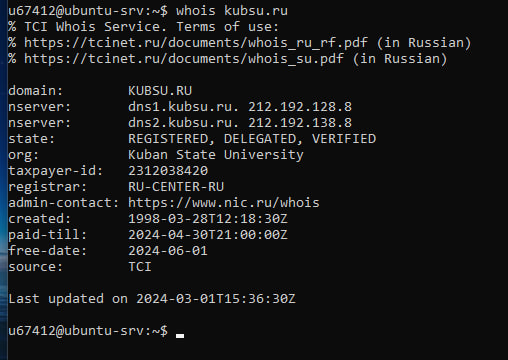 u67412@ubuntu-srv:~$ whois kubsu.ru
% TCI Whois Service. Terms of use:
% https://tcinet.ru/documents/whois_ru_rf.pdf (in Russian)
% https://tcinet.ru/documents/whois_su.pdf (in Russian)
domain: KUBSU.RU
nserver: dns1.kubsu.ru. 212.192.128.8
nserver: dns2.kubsu.ru. 212.192.138.8
state: REGISTERED, DELEGATED, VERIFIED
org: Kuban State University
taxpayer-id: 2312038420
registrar: RU-CENTER-RU
admin-contact: https://www.nic.ru/whois
created: 1998-03-28T12:18:30Z
paid-till: 2024-04-30T21:00:00Z
free-date: 2024-06-01
source: TCI
Last updated on 2024-03-01T15:36:30Z
u67412@ubuntu-srv:~$